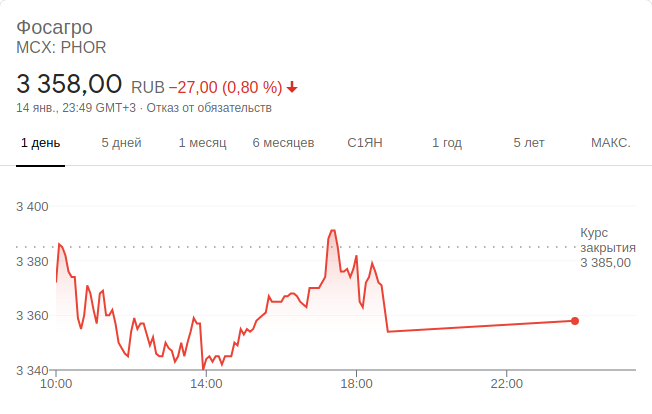 Фосагро
MCX: PHOR
3 358,00 RUB −27,00 (0,80 %)
14 янв., 23:49 GMT+3 · Отказ от обязательств
1 день 5 дней 1 месяц 6 месяцев С1ЯН 1 год 5 лет МАКС.
3 400
Курс
закрытия
3 385,00
3 380
3 360
3 340
10:00 14:00 18:00 22:00